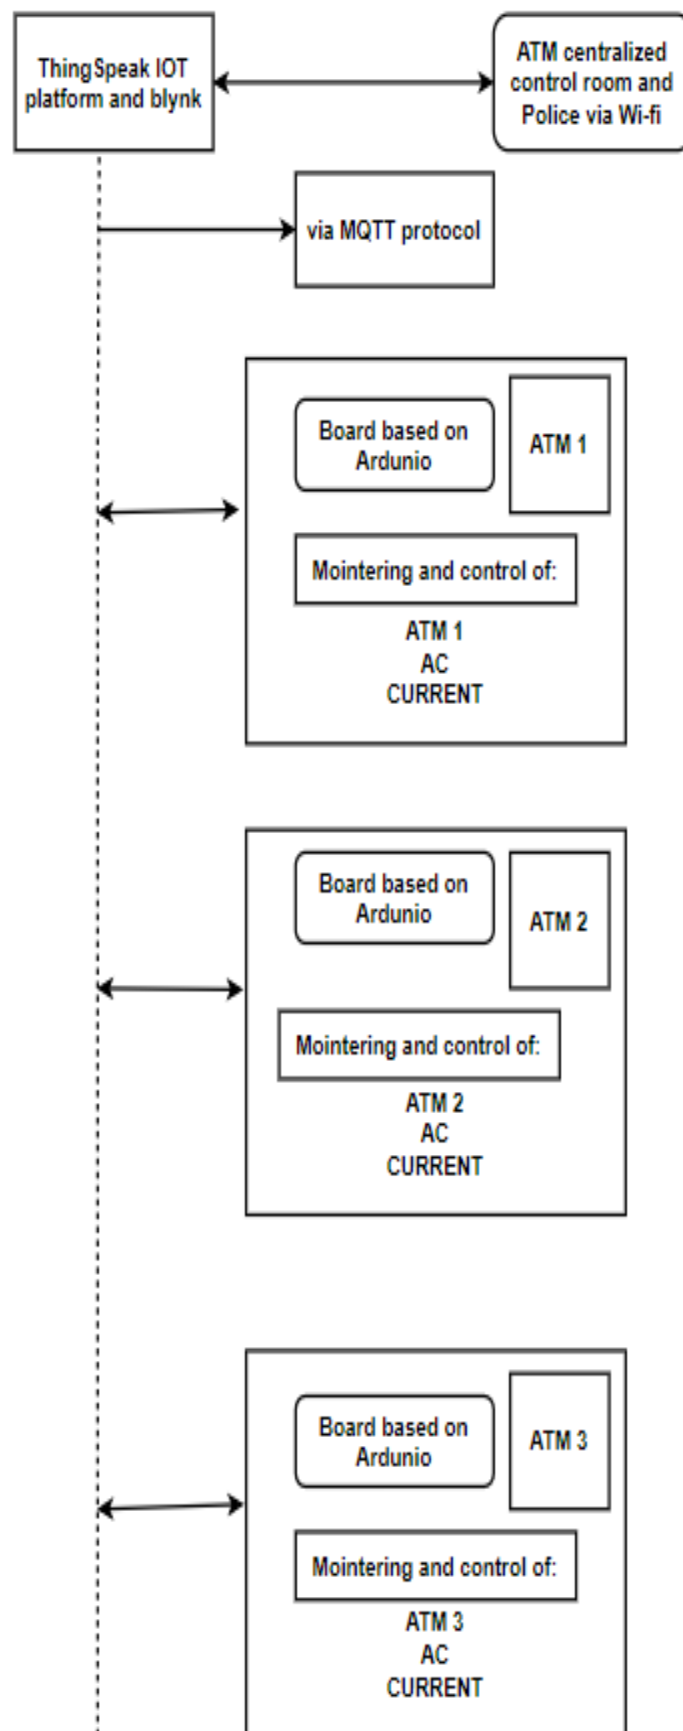 ThingSpeak IOT
platform and blynk
ATM centralized
control room and
Police via Wi-fi
via MQTT protocol
Board based on
Ardunio
ATM 1
Mointering and control of:
ATM 1
AC
CURRENT
Board based on
Ardunio
ATM 2
Mointering and control of:
ATM 2
AC
CURRENT
Board based on
Ardunio
ATM 3
Mointering and control of:
ATM 3
AC
CURRENT